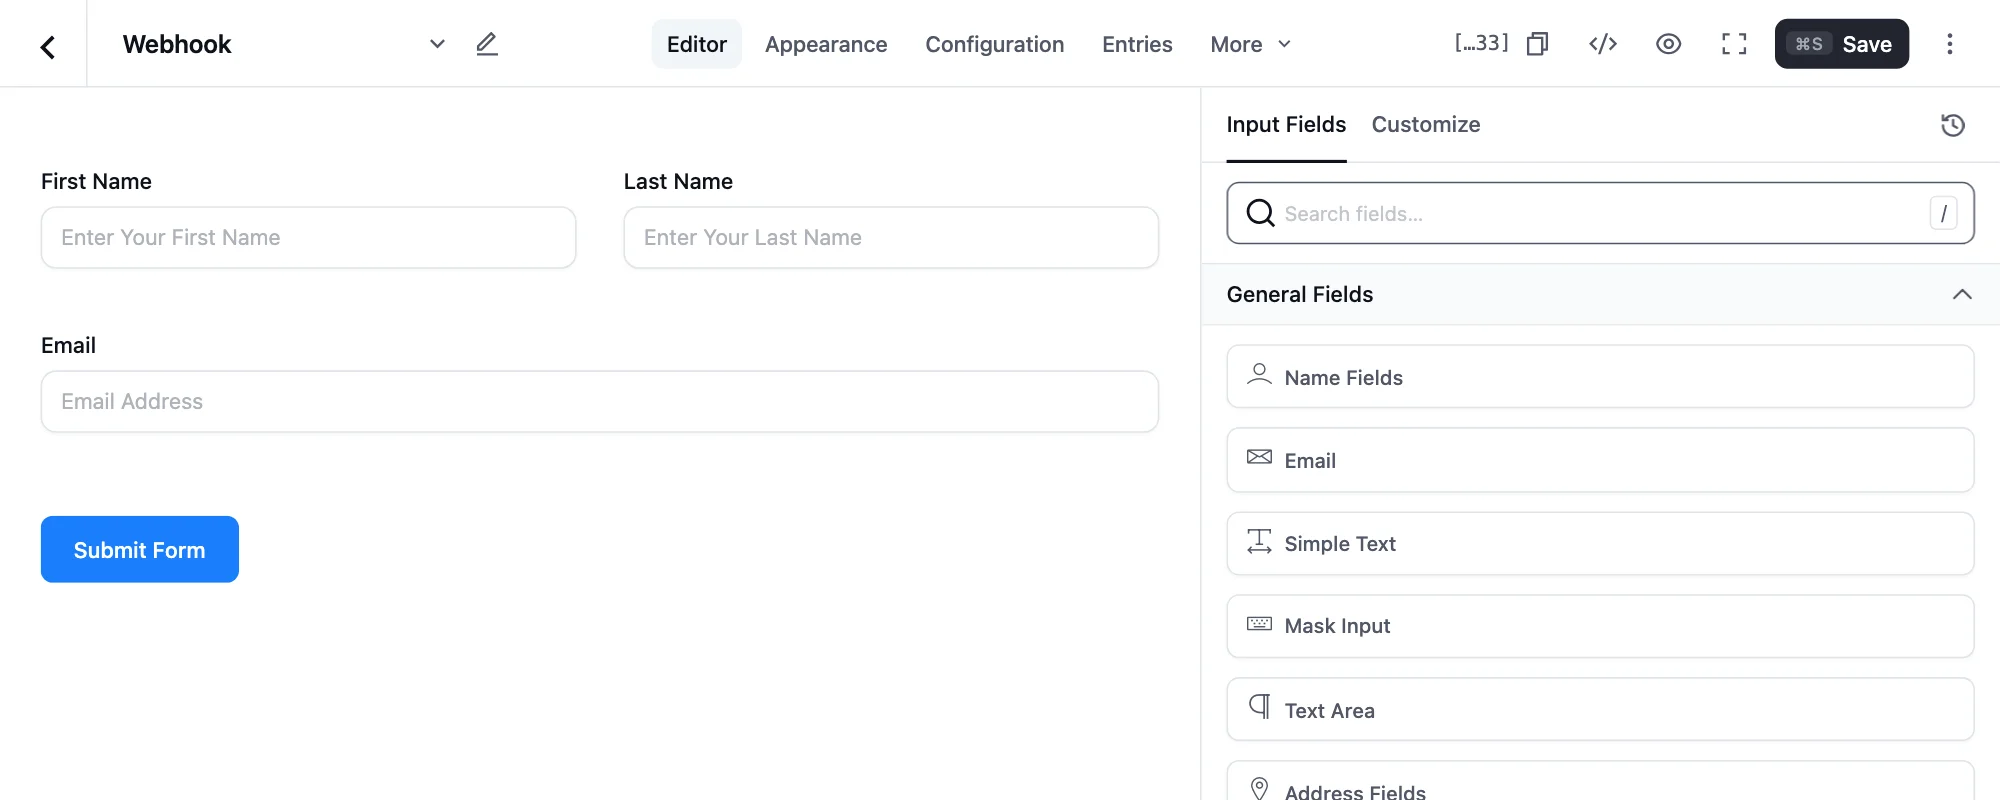 Webhook
Editor
Appearance
Configuration
Entries
More
[...33]
⌘S Save
Input Fields
Customize
First Name
Last Name
Enter Your First Name
Enter Your Last Name
Search fields...
/
General Fields
Email
Email Address
Name Fields
Email
Simple Text
Submit Form
Mask Input
Text Area
Address Fields